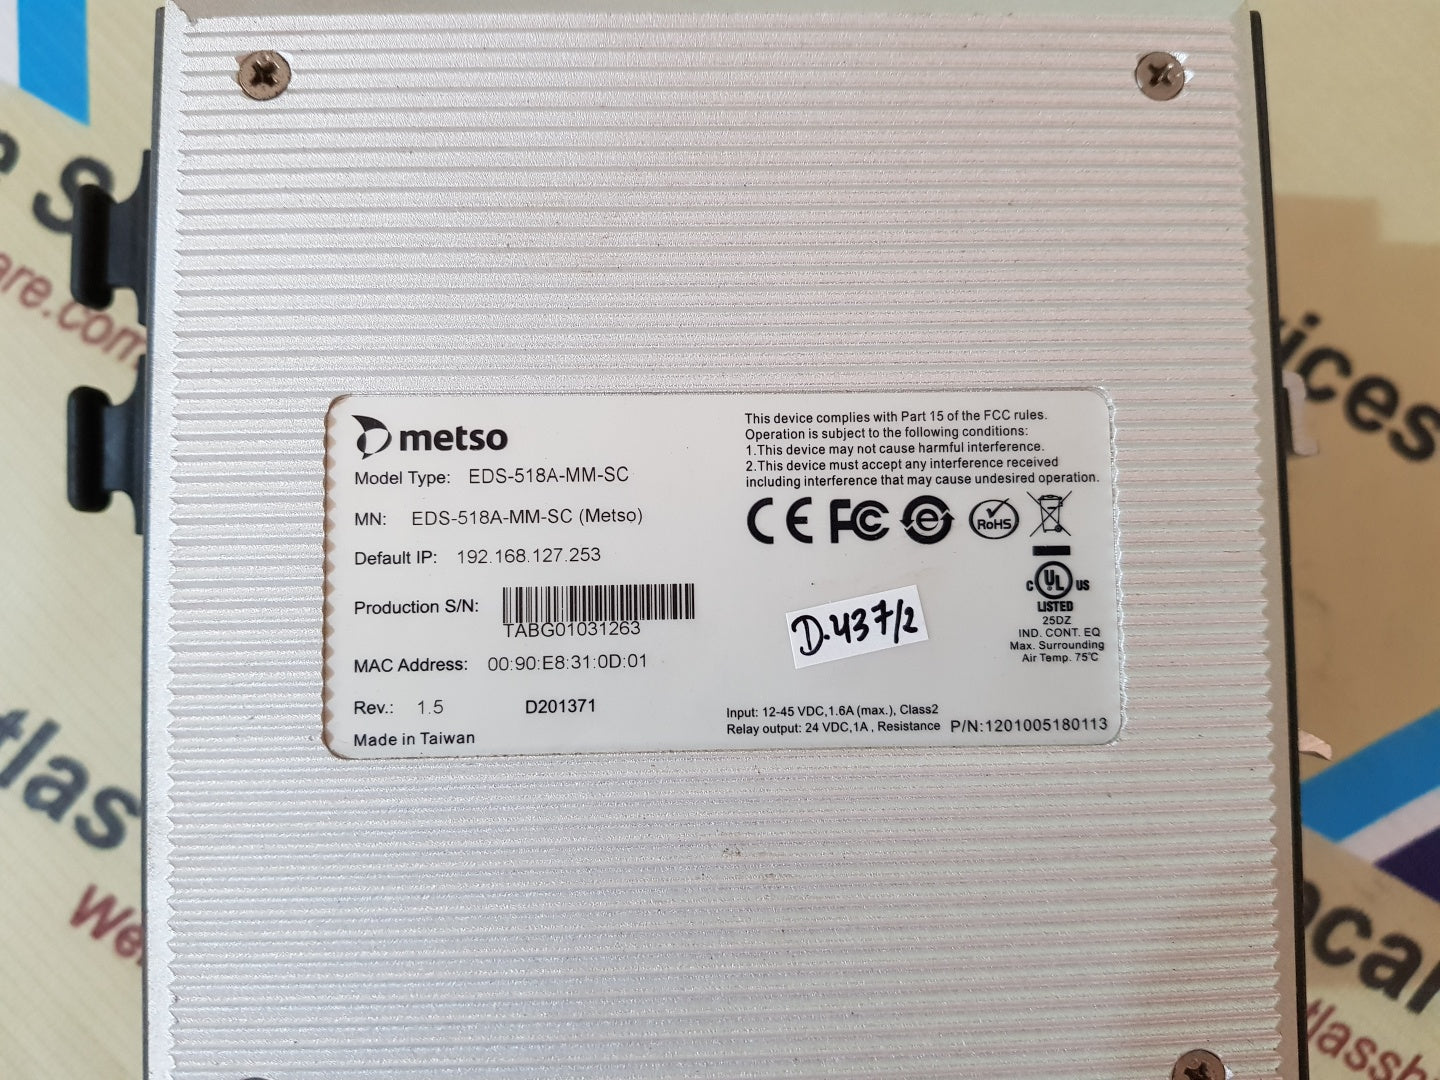 metso
Model Type: EDS-518A-MM-SC
MN: EDS-518A-MM-SC (Metso)
Default IP: 192.168.127.253
Production S/N:
TABG01031263
MAC Address: 00:90:E8:31:0D:01
Rev.: 1.5 D201371
Made in Taiwan
This device complies with Part 15 of the FCC rules.
Operation is subject to the following conditions:
1.This device may not cause harmful interference.
2.This device must accept any interference received
including interference that may cause undesired operation.
CE FC e RoHS
c UL US
LISTED
25DZ
IND. CONT. EQ
Max. Surrounding
Air Temp. 75℃
D.437/2
Input: 12-45 VDC,1.6A (max.), Class2
Relay output: 24 VDC,1A , Resistance P/N:1201005180113